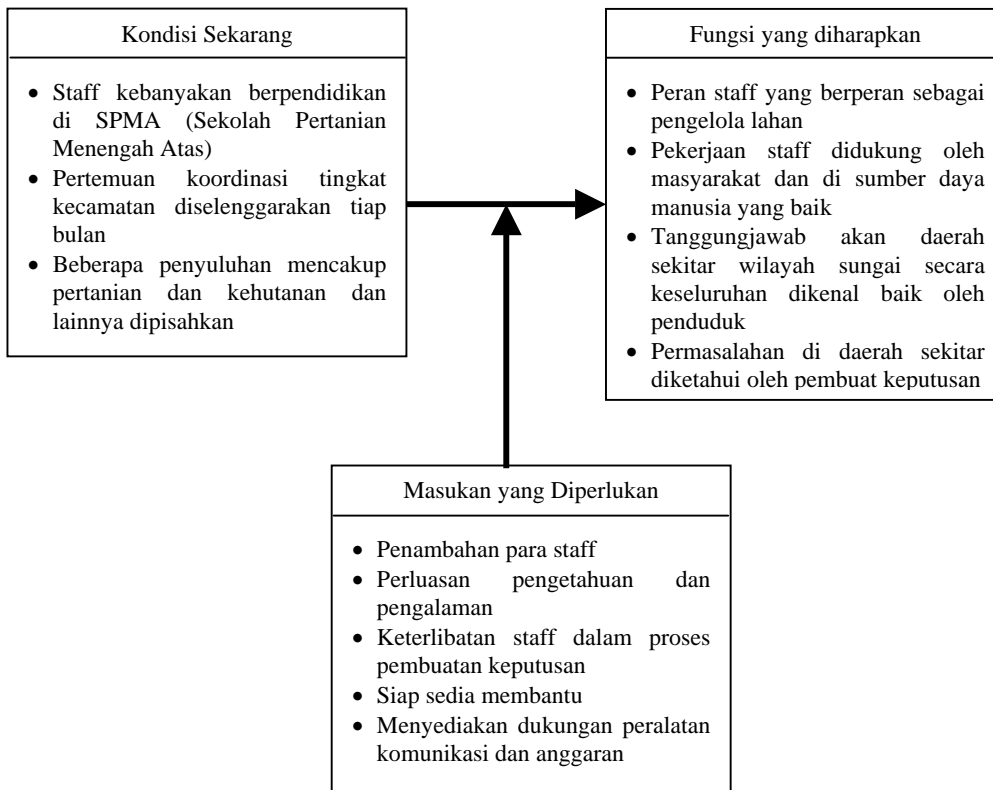 Kondisi Sekarang
• Staff kebanyakan berpendidikan
di SPMA (Sekolah Pertanian
Menengah Atas)
• Pertemuan koordinasi tingkat
kecamatan diselenggarakan tiap
bulan
• Beberapa penyuluhan mencakup
pertanian dan kehutanan dan
lainnya dipisahkan
Fungsi yang diharapkan
• Peran staff yang berperan sebagai
pengelola lahan
• Pekerjaan staff didukung oleh
masyarakat dan di sumber daya
manusia yang baik
• Tanggungjawab akan daerah
sekitar wilayah sungai secara
keseluruhan dikenal baik oleh
penduduk
• Permasalahan di daerah sekitar
diketahui oleh pembuat keputusan
Masukan yang Diperlukan
• Penambahan para staff
• Perluasan pengetahuan dan
pengalaman
• Keterlibatan staff dalam proses
pembuatan keputusan
• Siap sedia membantu
• Menyediakan dukungan peralatan
komunikasi dan anggaran